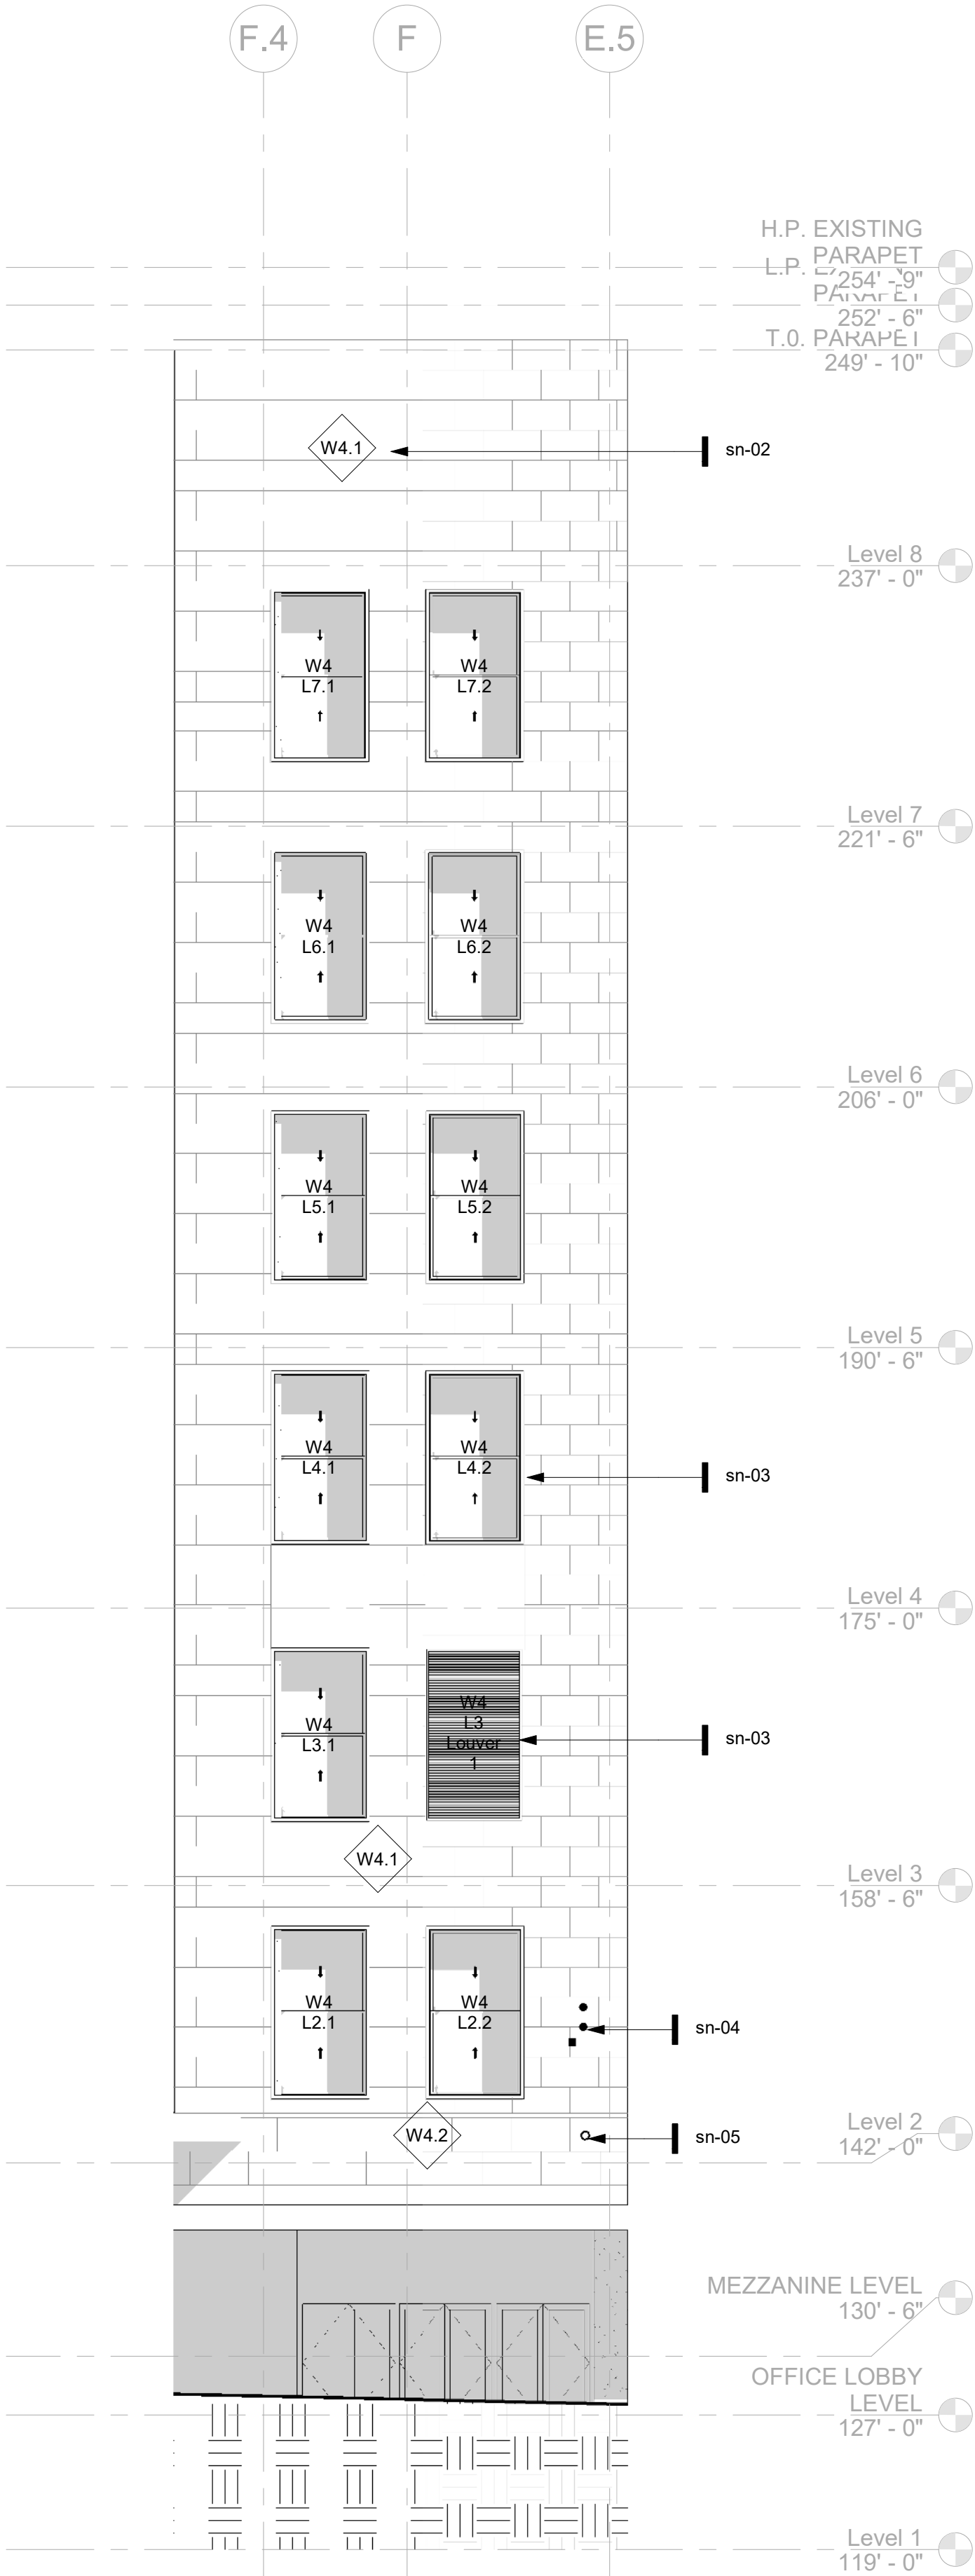 F.4
F
E.5
H.P. EXISTING
PARAPET
254' - 9"
L.P.
PARAPET
252' - 6"
T.0. PARAPET
249' - 10"
W4.1
sn-02
Level 8
237' - 0"
W4
L7.1
W4
L7.2
Level 7
221' - 6"
W4
L6.1
W4
L6.2
Level 6
206' - 0"
W4
L5.1
W4
L5.2
Level 5
190' - 6"
W4
L4.1
W4
L4.2
sn-03
Level 4
175' - 0"
W4
L3.1
W4
L3
Louver
1
sn-03
W4.1
Level 3
158' - 6"
W4
L2.1
W4
L2.2
sn-04
W4.2
sn-05
Level 2
142' - 0"
MEZZANINE LEVEL
130' - 6"
OFFICE LOBBY
LEVEL
127' - 0"
Level 1
119' - 0"